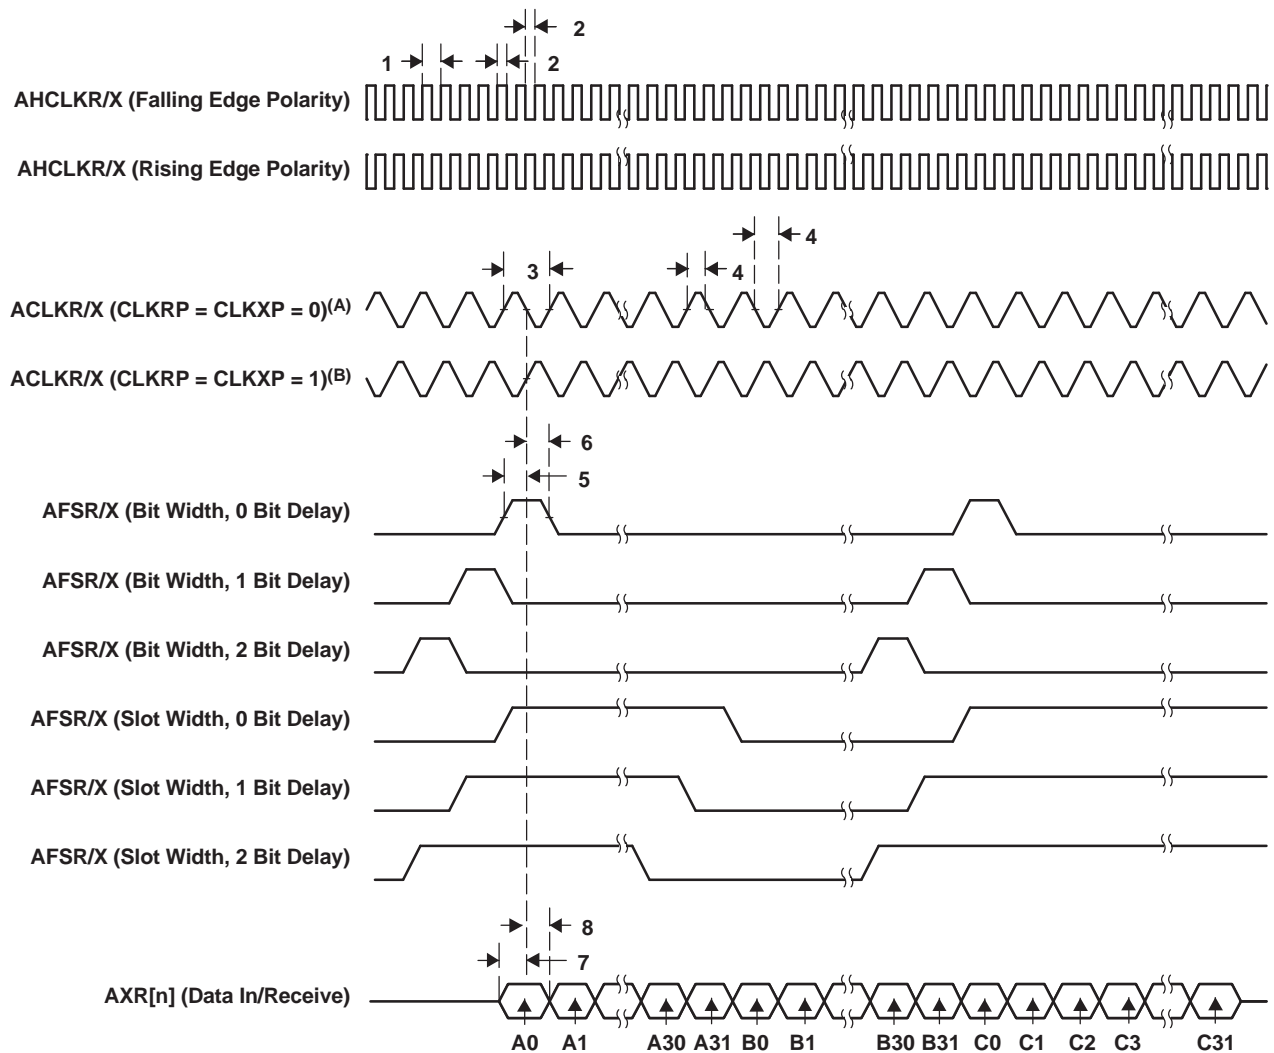 2
1
2
AHCLKR/X (Falling Edge Polarity)
AHCLKR/X (Rising Edge Polarity)
4
3
4
ACLKR/X (CLKRP = CLKXP = 0)(A)
ACLKR/X (CLKRP = CLKXP = 1)(B)
6
5
AFSR/X (Bit Width, 0 Bit Delay)
AFSR/X (Bit Width, 1 Bit Delay)
AFSR/X (Bit Width, 2 Bit Delay)
AFSR/X (Slot Width, 0 Bit Delay)
AFSR/X (Slot Width, 1 Bit Delay)
AFSR/X (Slot Width, 2 Bit Delay)
8
7
AXR[n] (Data In/Receive)
A0 A1 A30 A31 B0 B1 B30 B31 C0 C1 C2 C3 C31